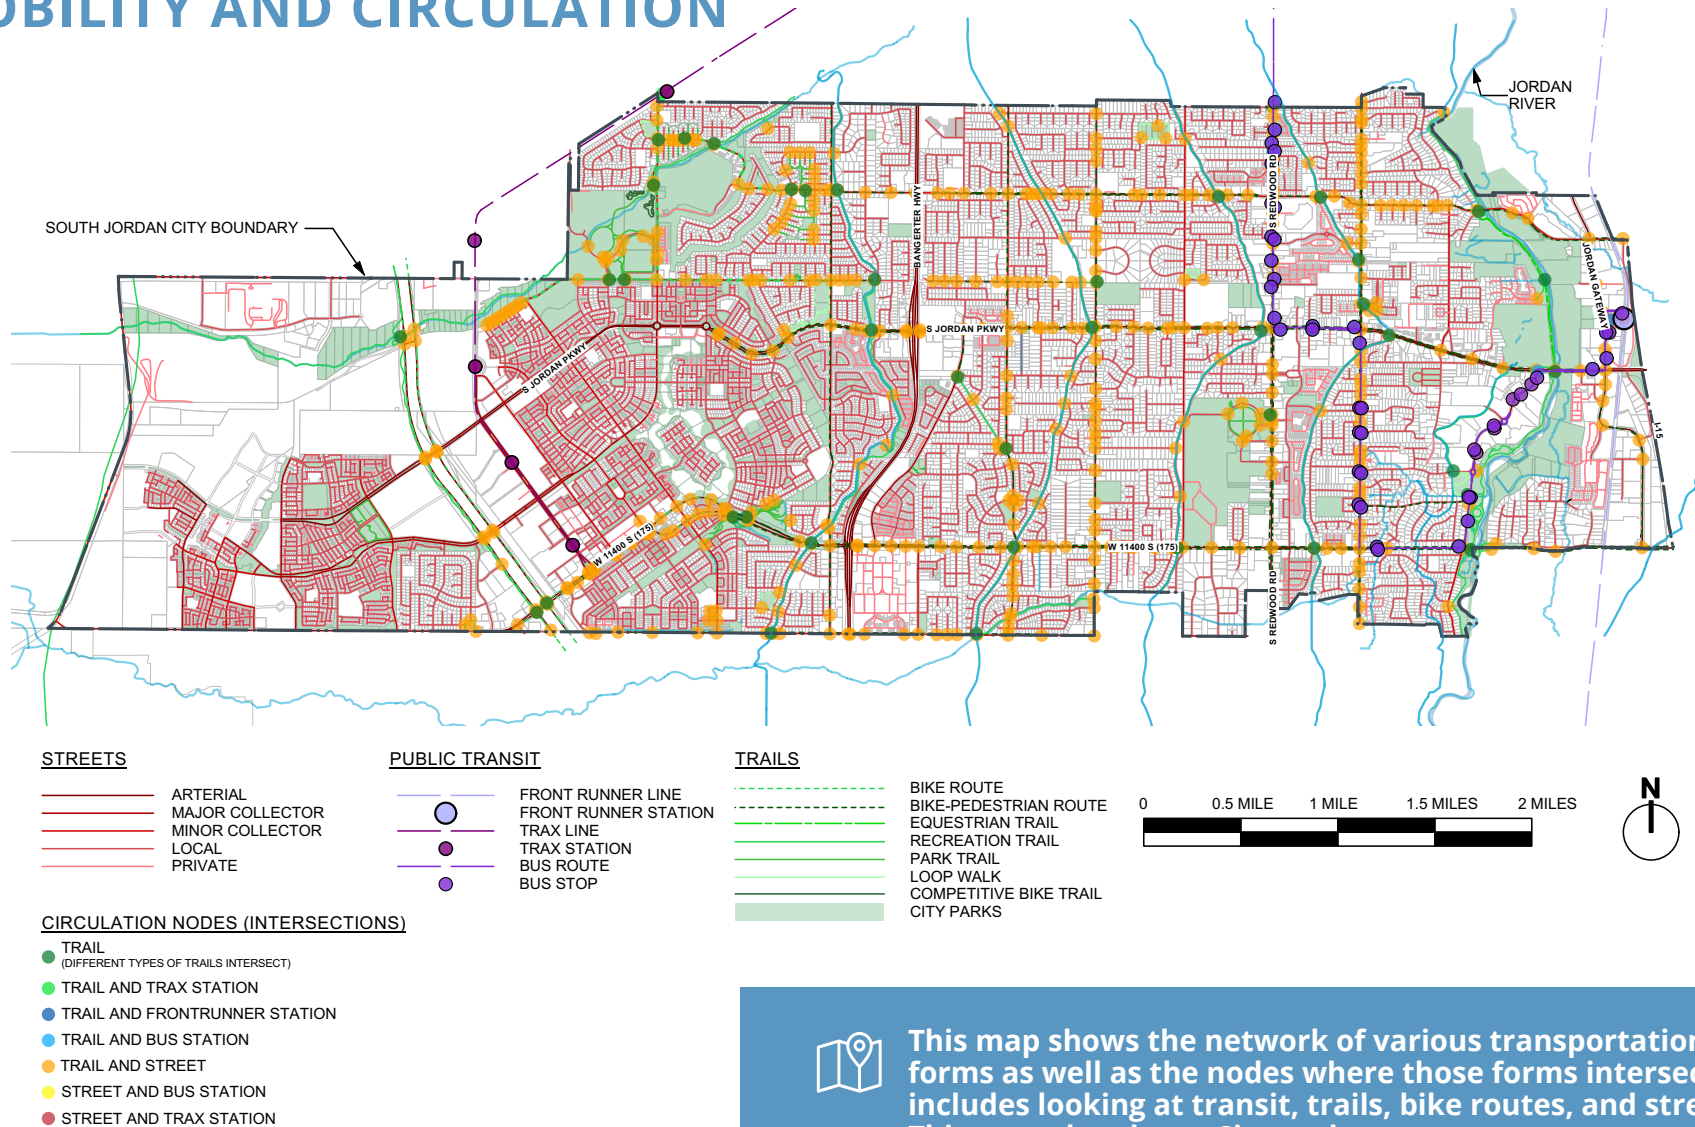 OBILITY AND CIRCULATION
JORDAN
RIVER
SOUTH JORDAN CITY BOUNDARY
BANGERTER HWY
S REDWOOD RD
JORDAN GATEWAY
S JORDAN PKWY
S JORDAN PKWY
I-15
W 11400 S (175)
W 11400 S (175)
S REDWOOD RD
STREETS
ARTERIAL
MAJOR COLLECTOR
MINOR COLLECTOR
LOCAL
PRIVATE
PUBLIC TRANSIT
FRONT RUNNER LINE
FRONT RUNNER STATION
TRAX LINE
TRAX STATION
BUS ROUTE
BUS STOP
TRAILS
BIKE ROUTE
BIKE-PEDESTRIAN ROUTE
EQUESTRIAN TRAIL
RECREATION TRAIL
PARK TRAIL
LOOP WALK
COMPETITIVE BIKE TRAIL
CITY PARKS
0 0.5 MILE 1 MILE 1.5 MILES 2 MILES
N
CIRCULATION NODES (INTERSECTIONS)
TRAIL
(DIFFERENT TYPES OF TRAILS INTERSECT)
TRAIL AND TRAX STATION
TRAIL AND FRONTRUNNER STATION
TRAIL AND BUS STATION
TRAIL AND STREET
STREET AND BUS STATION
STREET AND TRAX STATION
This map shows the network of various transportation
forms as well as the nodes where those forms intersec
includes looking at transit, trails, bike routes, and stre